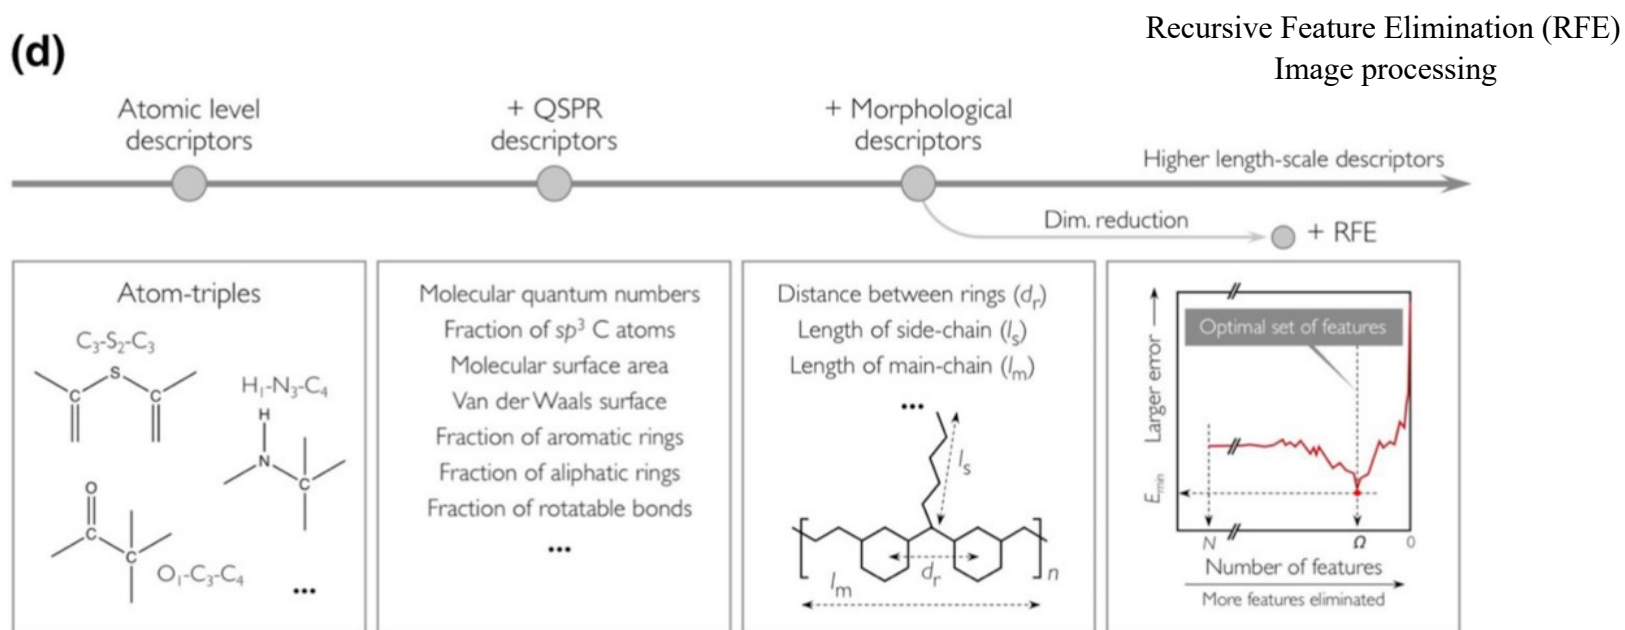 Recursive Feature Elimination (RFE)
Image processing
(d)
Atomic level
descriptors
+ QSPR
descriptors
+ Morphological
descriptors
Higher length-scale descriptors
Dim. reduction
+ RFE
Atom-triples
C₃-S₂-C₃
S
C
C
H₁-N₃-C₄
H
N
C
O
C
C
O₁-C₃-C₄
...
Molecular quantum numbers
Fraction of sp³ C atoms
Molecular surface area
Van der Waals surface
Fraction of aromatic rings
Fraction of aliphatic rings
Fraction of rotatable bonds
...
Distance between rings (dᵣ)
Length of side-chain (lₛ)
Length of main-chain (lₘ)
...
lₛ
dᵣ
n
lₘ
Optimal set of features
Larger error
Eₘᵢₙ
N
Ω
0
Number of features
More features eliminated